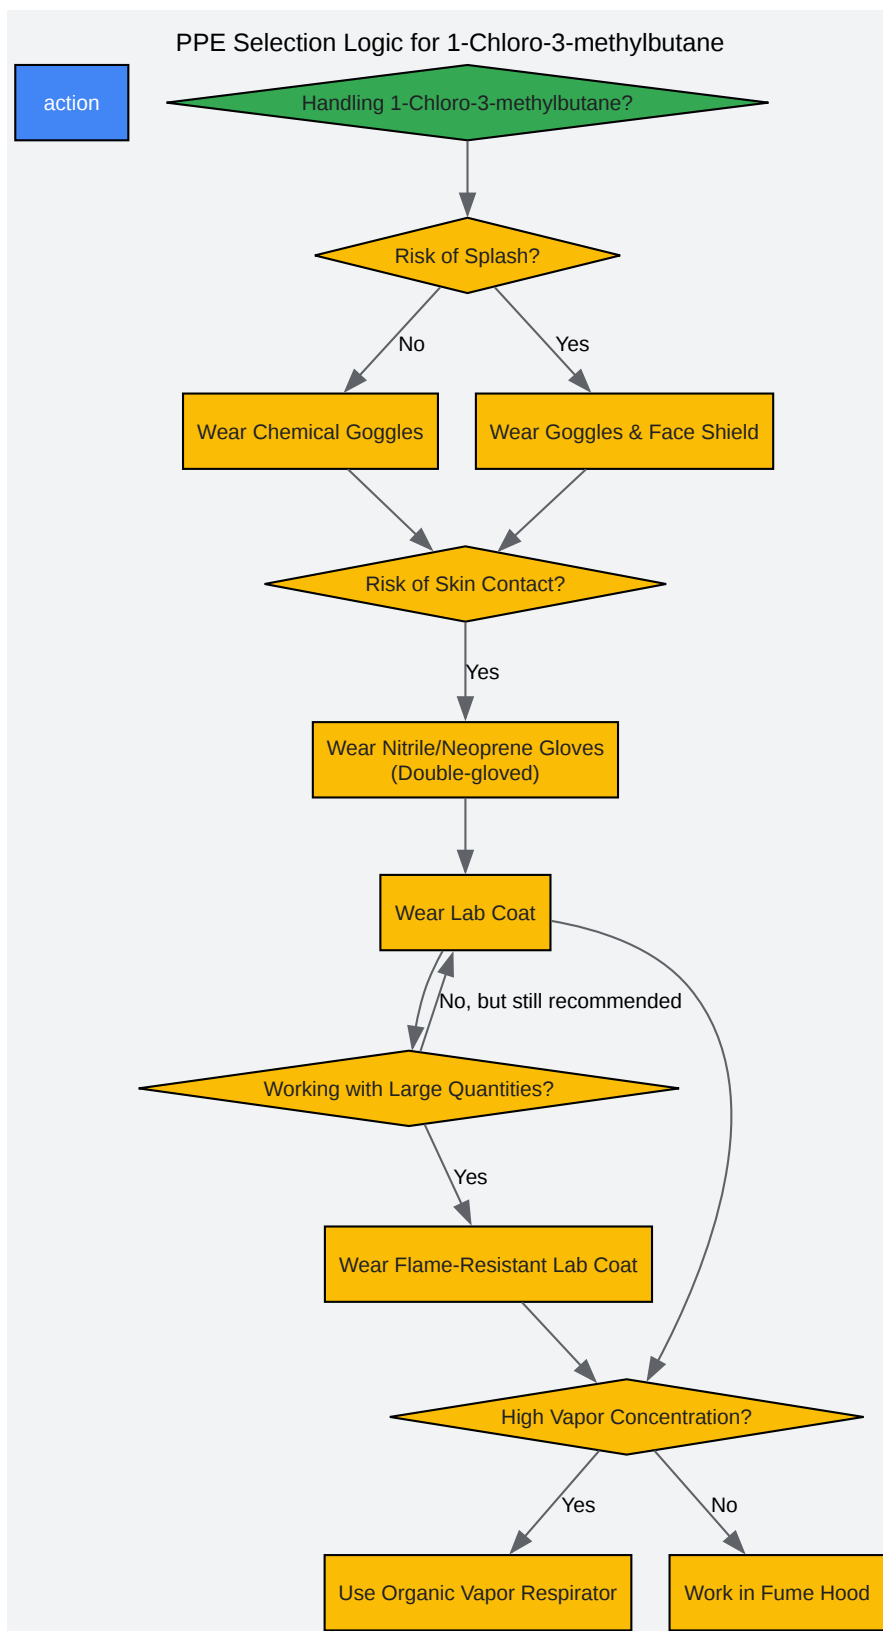 PPE Selection Logic for 1-Chloro-3-methylbutane
action
Handling 1-Chloro-3-methylbutane?
Risk of Splash?
No
Yes
Wear Chemical Goggles
Wear Goggles & Face Shield
Risk of Skin Contact?
Yes
Wear Nitrile/Neoprene Gloves
(Double-gloved)
Wear Lab Coat
No, but still recommended
Working with Large Quantities?
Yes
Wear Flame-Resistant Lab Coat
High Vapor Concentration?
Yes
No
Use Organic Vapor Respirator
Work in Fume Hood